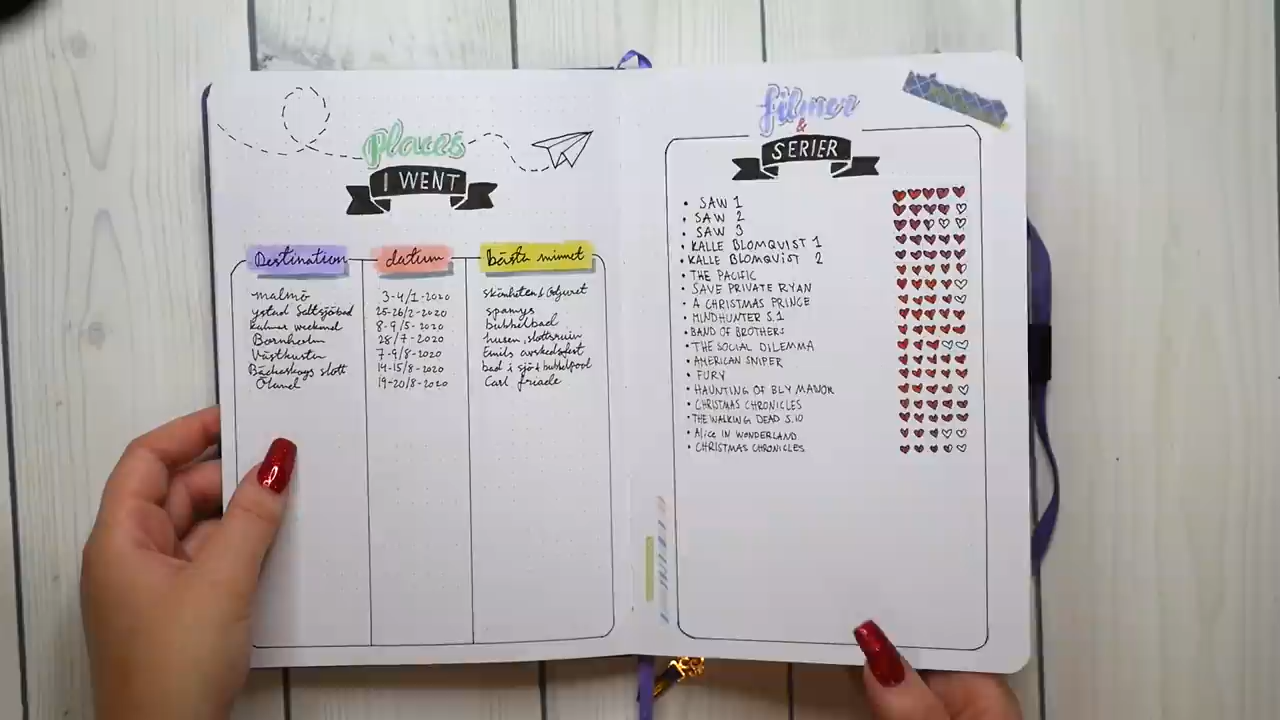 places
I WENT
Destination datum bästa minnet
malmö 3-4/1-2020
ystad Saltsjöbad 25-26/2-2020 spamys
Kalmar weekend 8-9/5-2020 bubbelbad
Bornholm 28/7-2020 husen, slottsruin
Västkusten 7-9/8-2020 Emils avskedsfest
Bäckaskogs slott 14-15/8-2020 bad i sjö & bubbelpool
Öland 19-20/8-2020 Carl friade
filmer
&
SERIER
• SAW 1
• SAW 2
• SAW 3
• KALLE BLOMQVIST 1
• KALLE BLOMQVIST 2
• THE PACIFIC
• SAVE PRIVATE RYAN
• A CHRISTMAS PRINCE
• MINDHUNTER S.1
• BAND OF BROTHERS
• THE SOCIAL DILEMMA
• AMERICAN SNIPER
• FURY
• HAUNTING OF BLY MANOR
• CHRISTMAS CHRONICLES
• THE WALKING DEAD S.10
• Alice IN WONDERLAND
• CHRISTMAS CHRONICLES